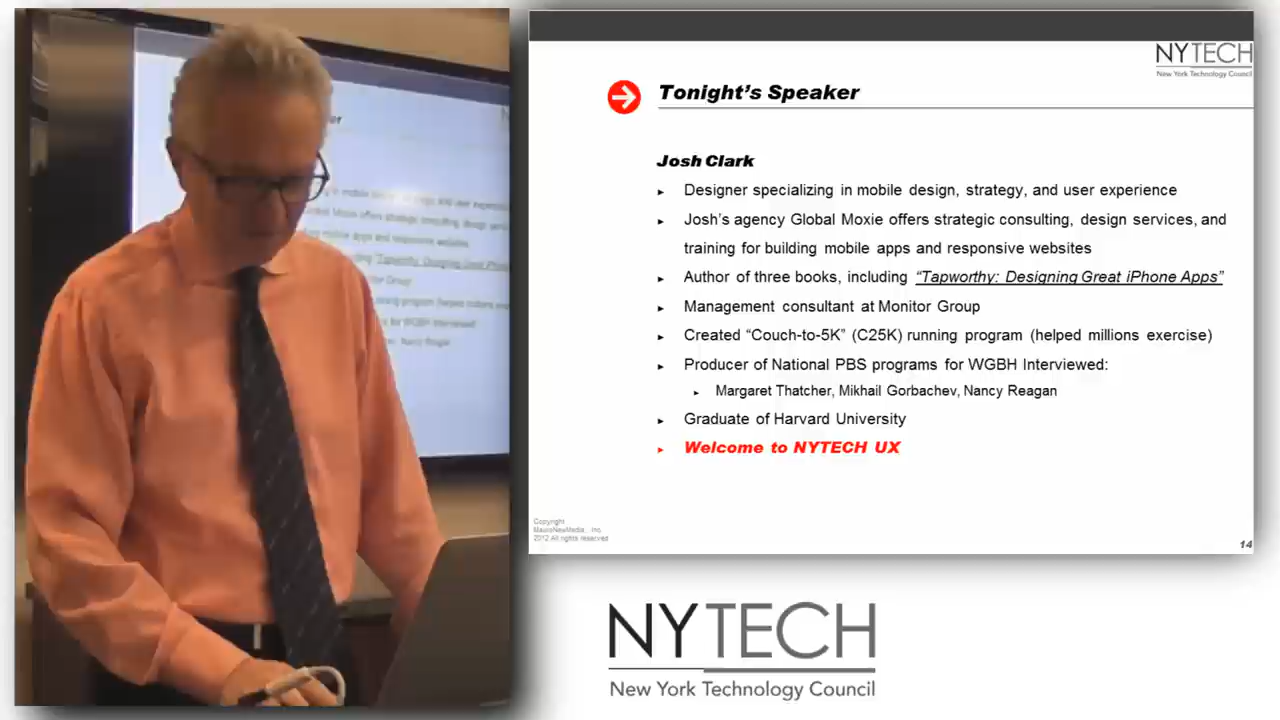 NYTECH
New York Technology Council
Tonight's Speaker
Josh Clark
Designer specializing in mobile design, strategy, and user experience
Josh's agency Global Moxie offers strategic consulting, design services, and
training for building mobile apps and responsive websites
Author of three books, including "Tapworthy: Designing Great iPhone Apps"
Management consultant at Monitor Group
Created "Couch-to-5K" (C25K) running program (helped millions exercise)
Producer of National PBS programs for WGBH Interviewed:
Margaret Thatcher, Mikhail Gorbachev, Nancy Reagan
Graduate of Harvard University
Welcome to NYTECH UX
Copyright
MauroNewMedia, Inc.
2012 All rights reserved
14
NYTECH
New York Technology Council